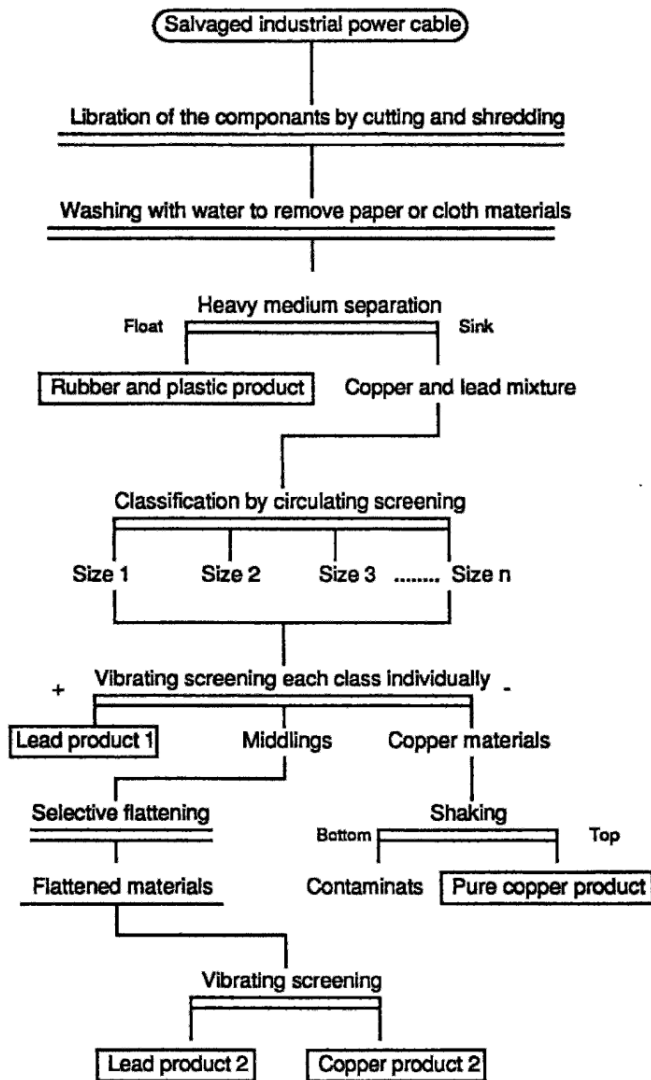 Salvaged industrial power cable
Libration of the componants by cutting and shredding
Washing with water to remove paper or cloth materials
Heavy medium separation
Float
Sink
Rubber and plastic product
Copper and lead mixture
Classification by circulating screening
Size 1
Size 2
Size 3
........
Size n
Vibrating screening each class individually
+
-
Lead product 1
Middlings
Copper materials
Selective flattening
Shaking
Bottom
Top
Flattened materials
Contaminats
Pure copper product
Vibrating screening
Lead product 2
Copper product 2